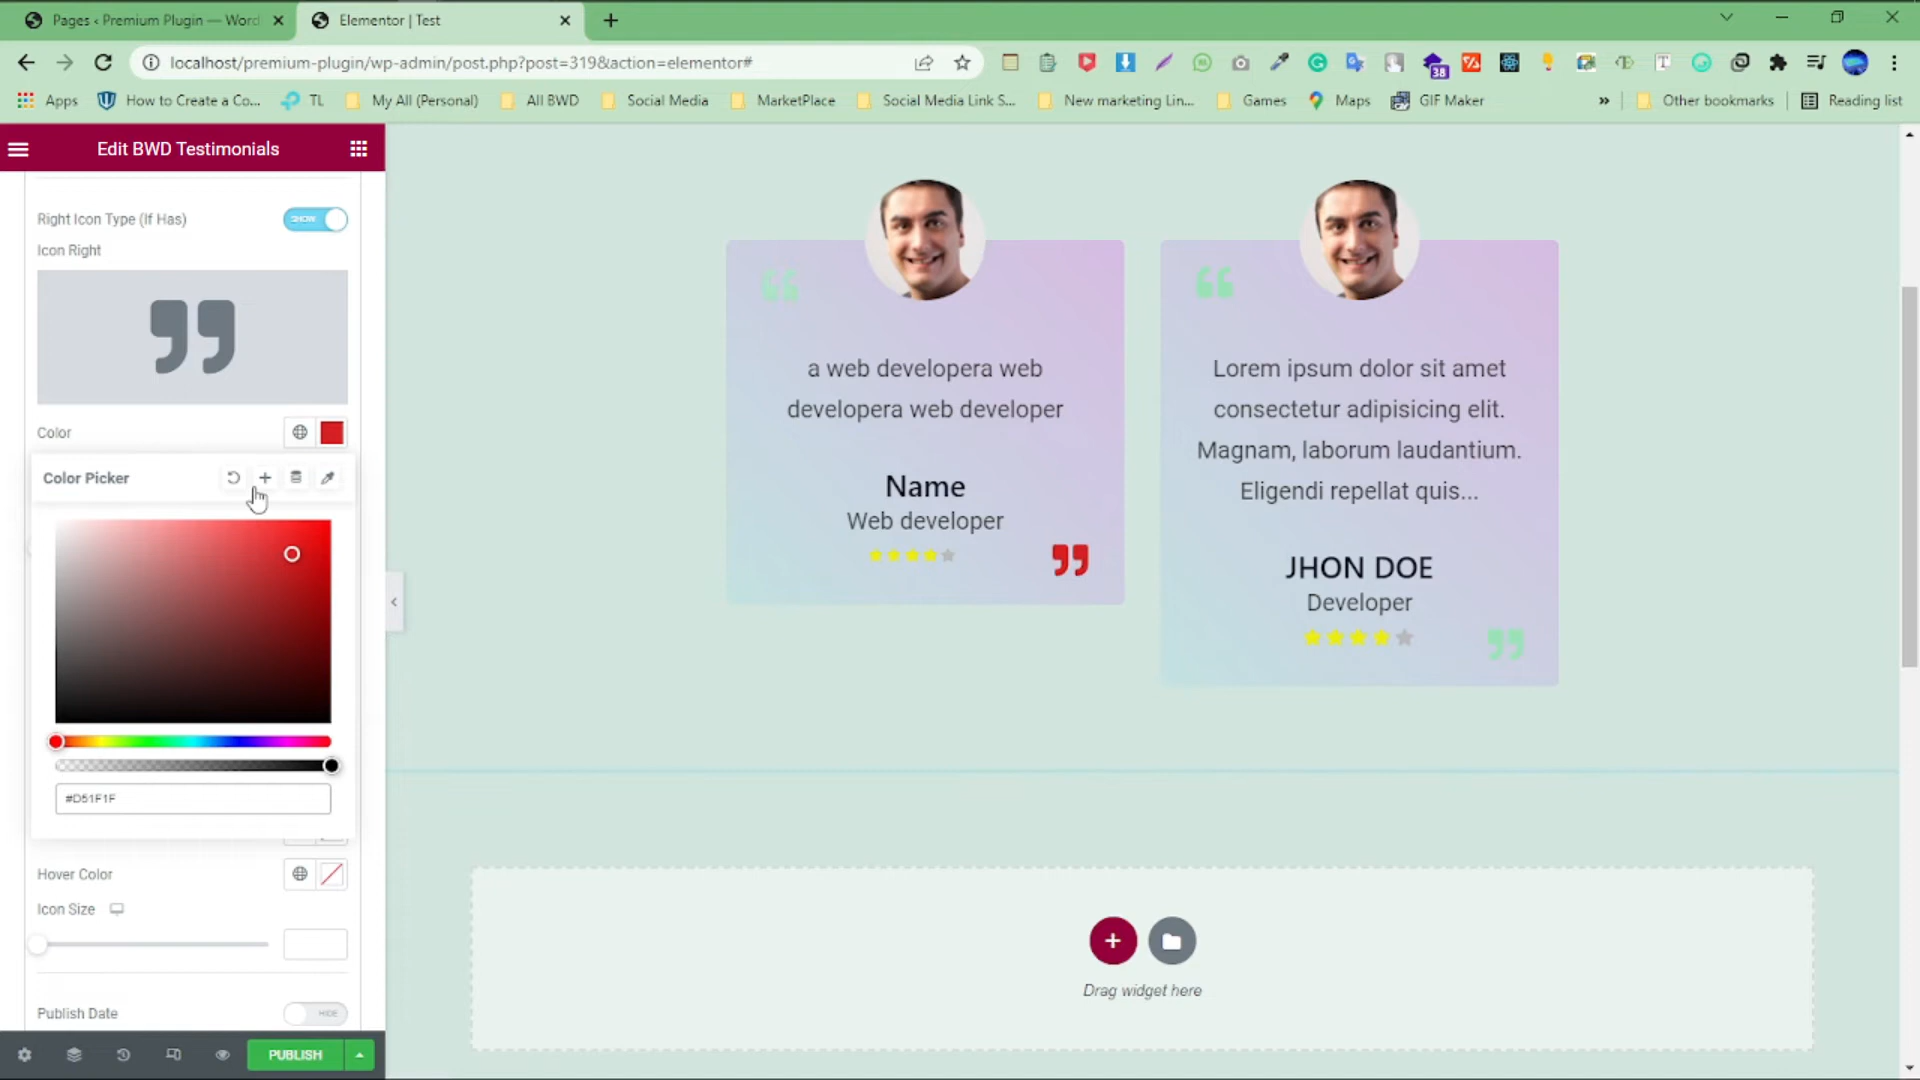 Pages ‹ Premium Plugin — Word
Elementor | Test
localhost/premium-plugin/wp-admin/post.php?post=319&action=elementor#
38
Apps
How to Create a Co...
TL
My All (Personal)
All BWD
Social Media
MarketPlace
Social Media Link S...
New marketing Lin...
Games
Maps
GIF Maker
»
Other bookmarks
Reading list
Edit BWD Testimonials
Right Icon Type (If Has)
SHOW
Icon Right
Color
Color Picker
#D51F1F
Hover Color
Icon Size
Publish Date
HIDE
PUBLISH
a web developera web
developera web developer
Name
Web developer
Lorem ipsum dolor sit amet
consectetur adipisicing elit.
Magnam, laborum laudantium.
Eligendi repellat quis...
JHON DOE
Developer
Drag widget here